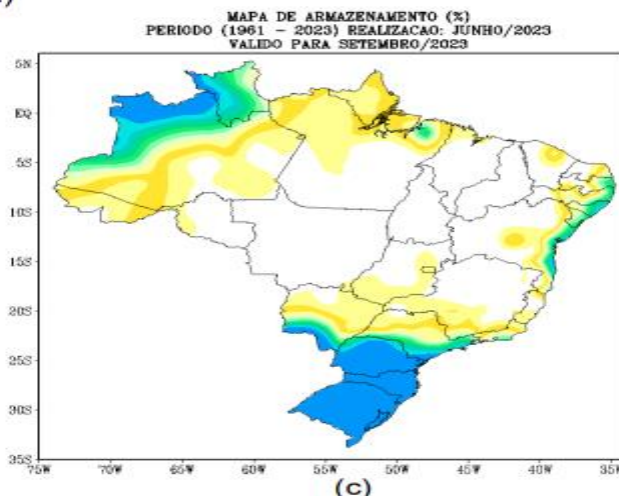 MAPA DE ARMAZENAMENTO (%)
PERIODO (1961 - 2023) REALIZACAO: JUNHO/2023
VALIDO PARA SETEMBRO/2023
5N
EQ
5S
10S
15S
20S
25S
30S
35S
75W 70W 65W 60W 55W 50W 45W 40W 35W
(c)